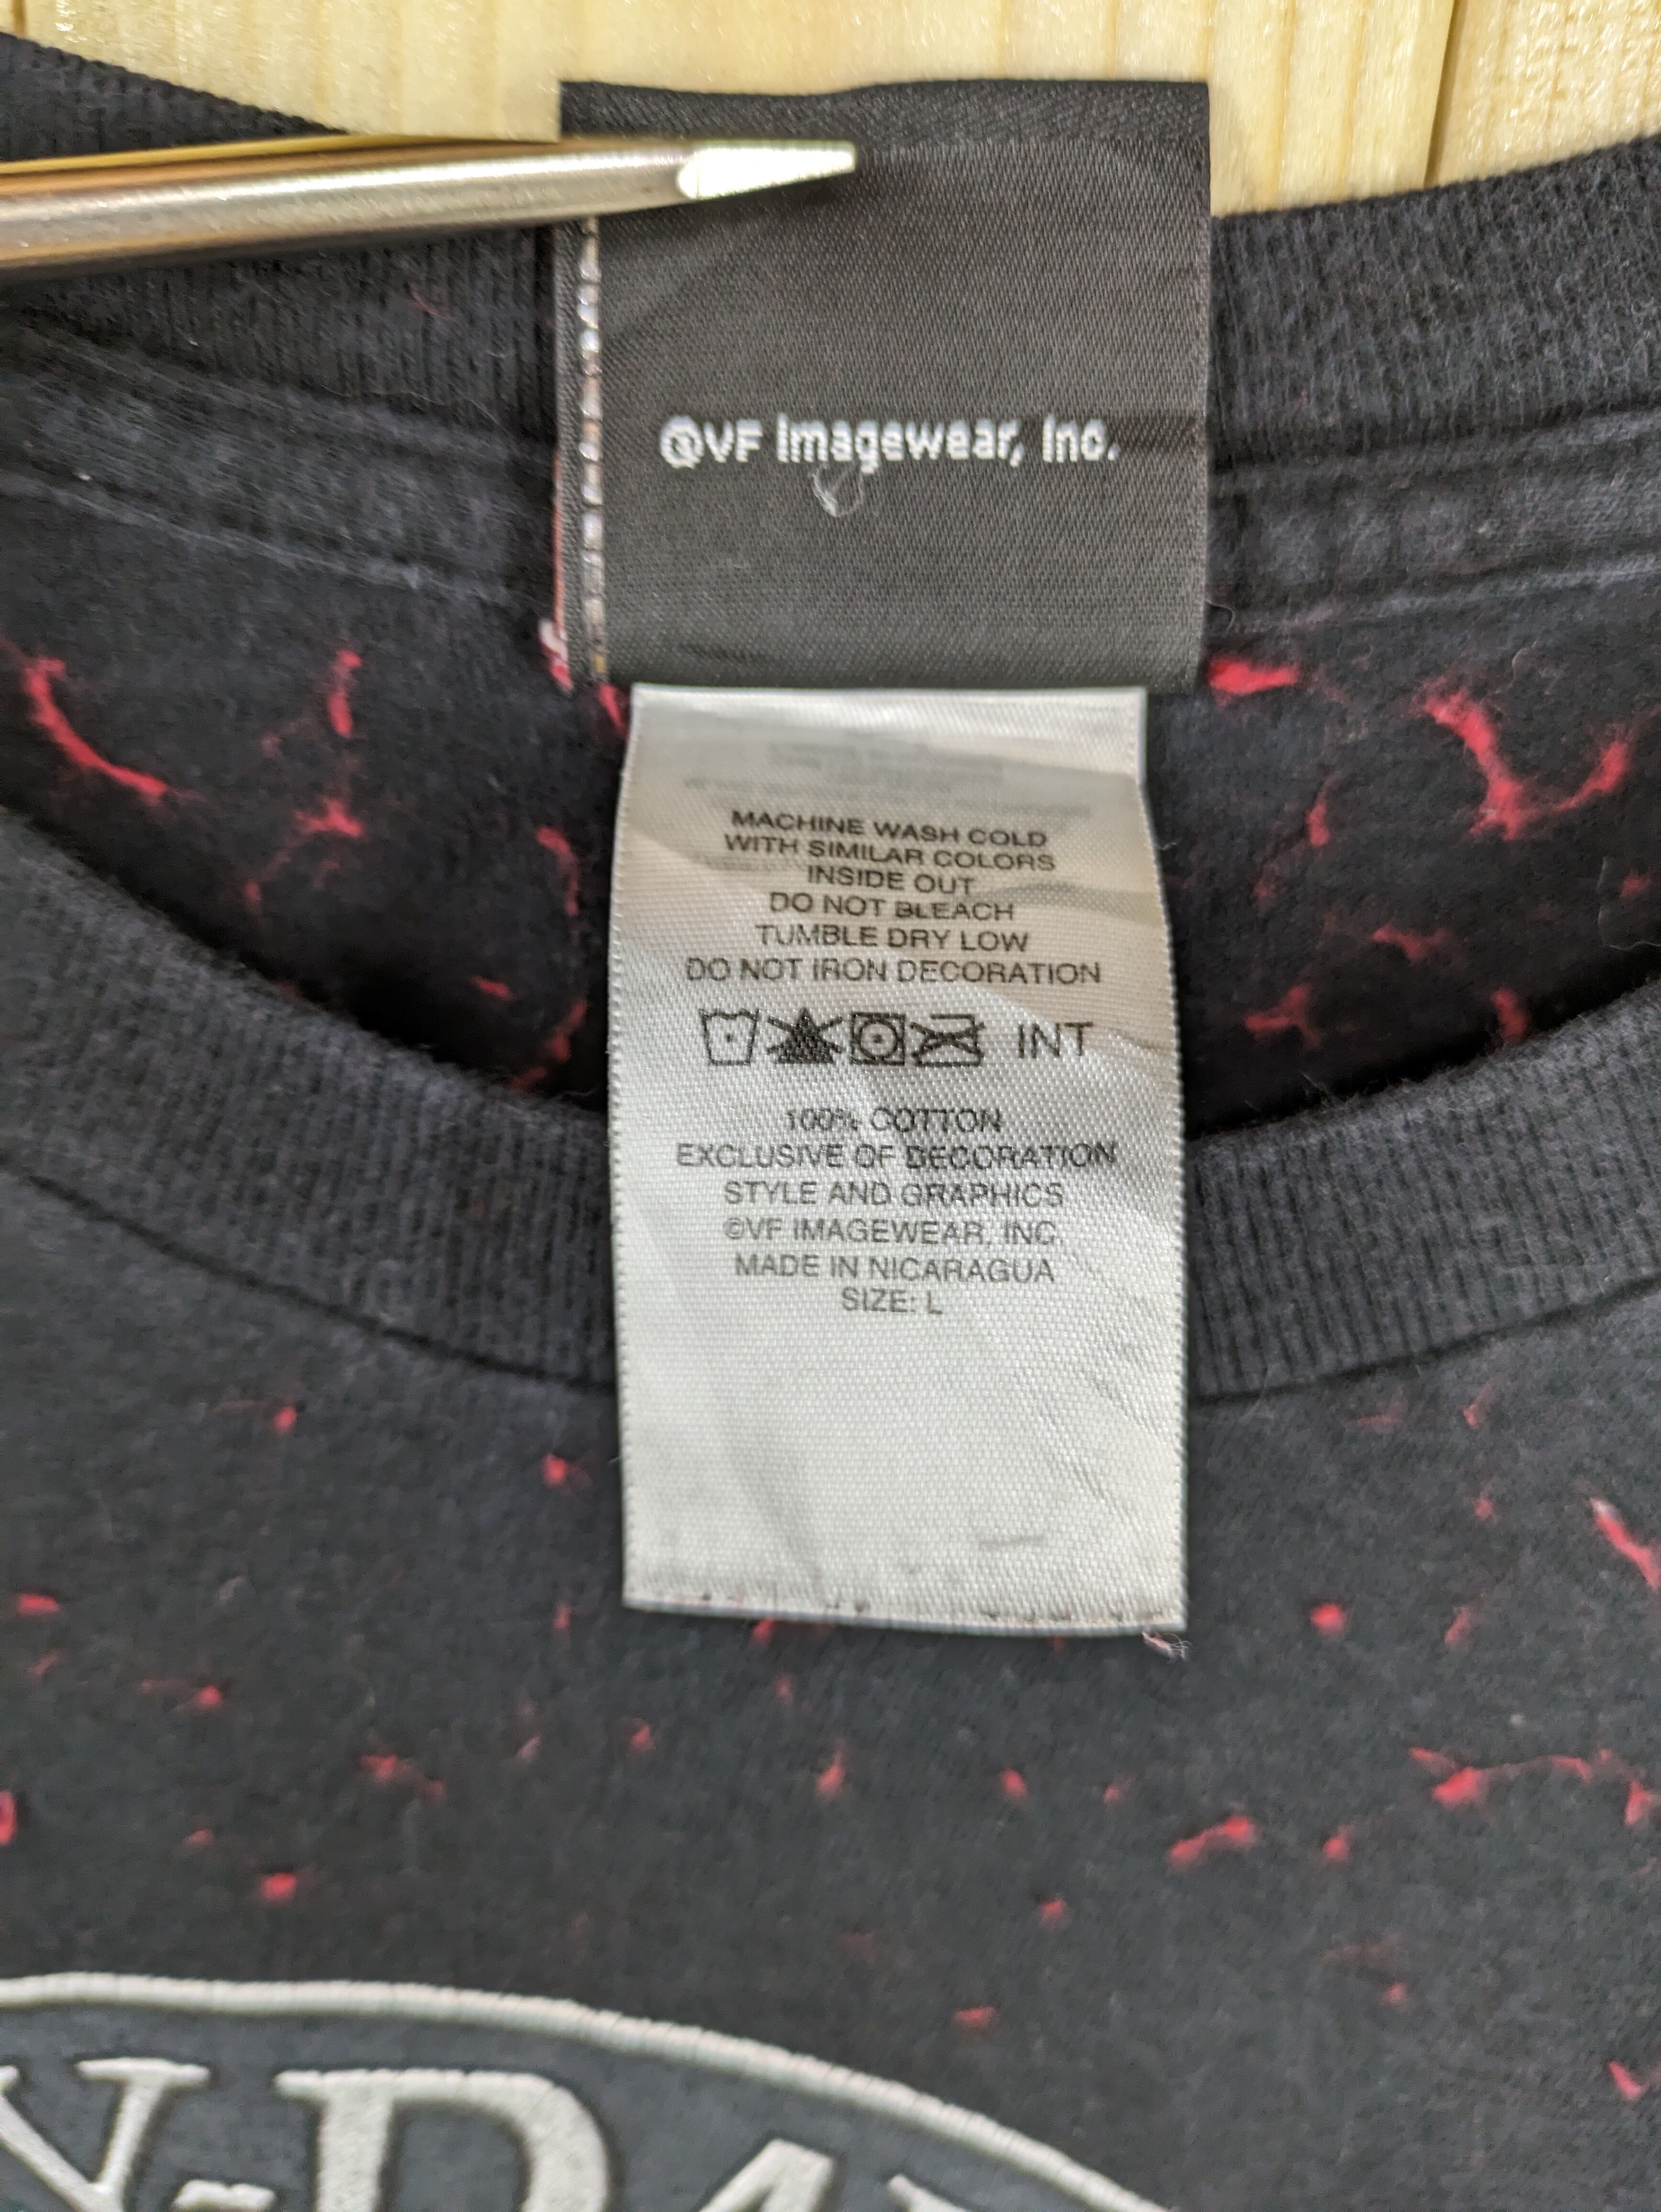 @VF Imagewear, Inc.
MACHINE WASH COLD
WITH SIMILAR COLORS
INSIDE OUT
DO NOT BLEACH
TUMBLE DRY LOW
DO NOT IRON DECORATION
INT
100% COTTON
EXCLUSIVE OF DECORATION
STYLE AND GRAPHICS
©VF IMAGEWEAR, INC.
MADE IN NICARAGUA
SIZE: L